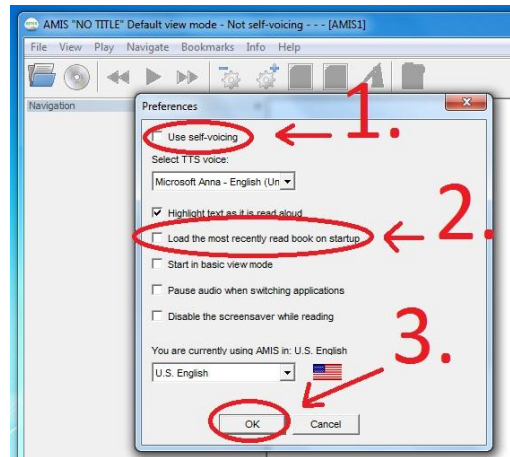 AMIS "NO TITLE" Default view mode - Not self-voicing - - - [AMIS1]
File View Play Navigate Bookmarks Info Help
Navigation
Preferences
1.
Use self-voicing
Select TTS voice:
Microsoft Anna - English (Un
Highlight text as it is read aloud
2.
Load the most recently read book on startup
Start in basic view mode
Pause audio when switching applications
Disable the screensaver while reading
3.
You are currently using AMIS in: U.S. English
U.S. English
OK Cancel